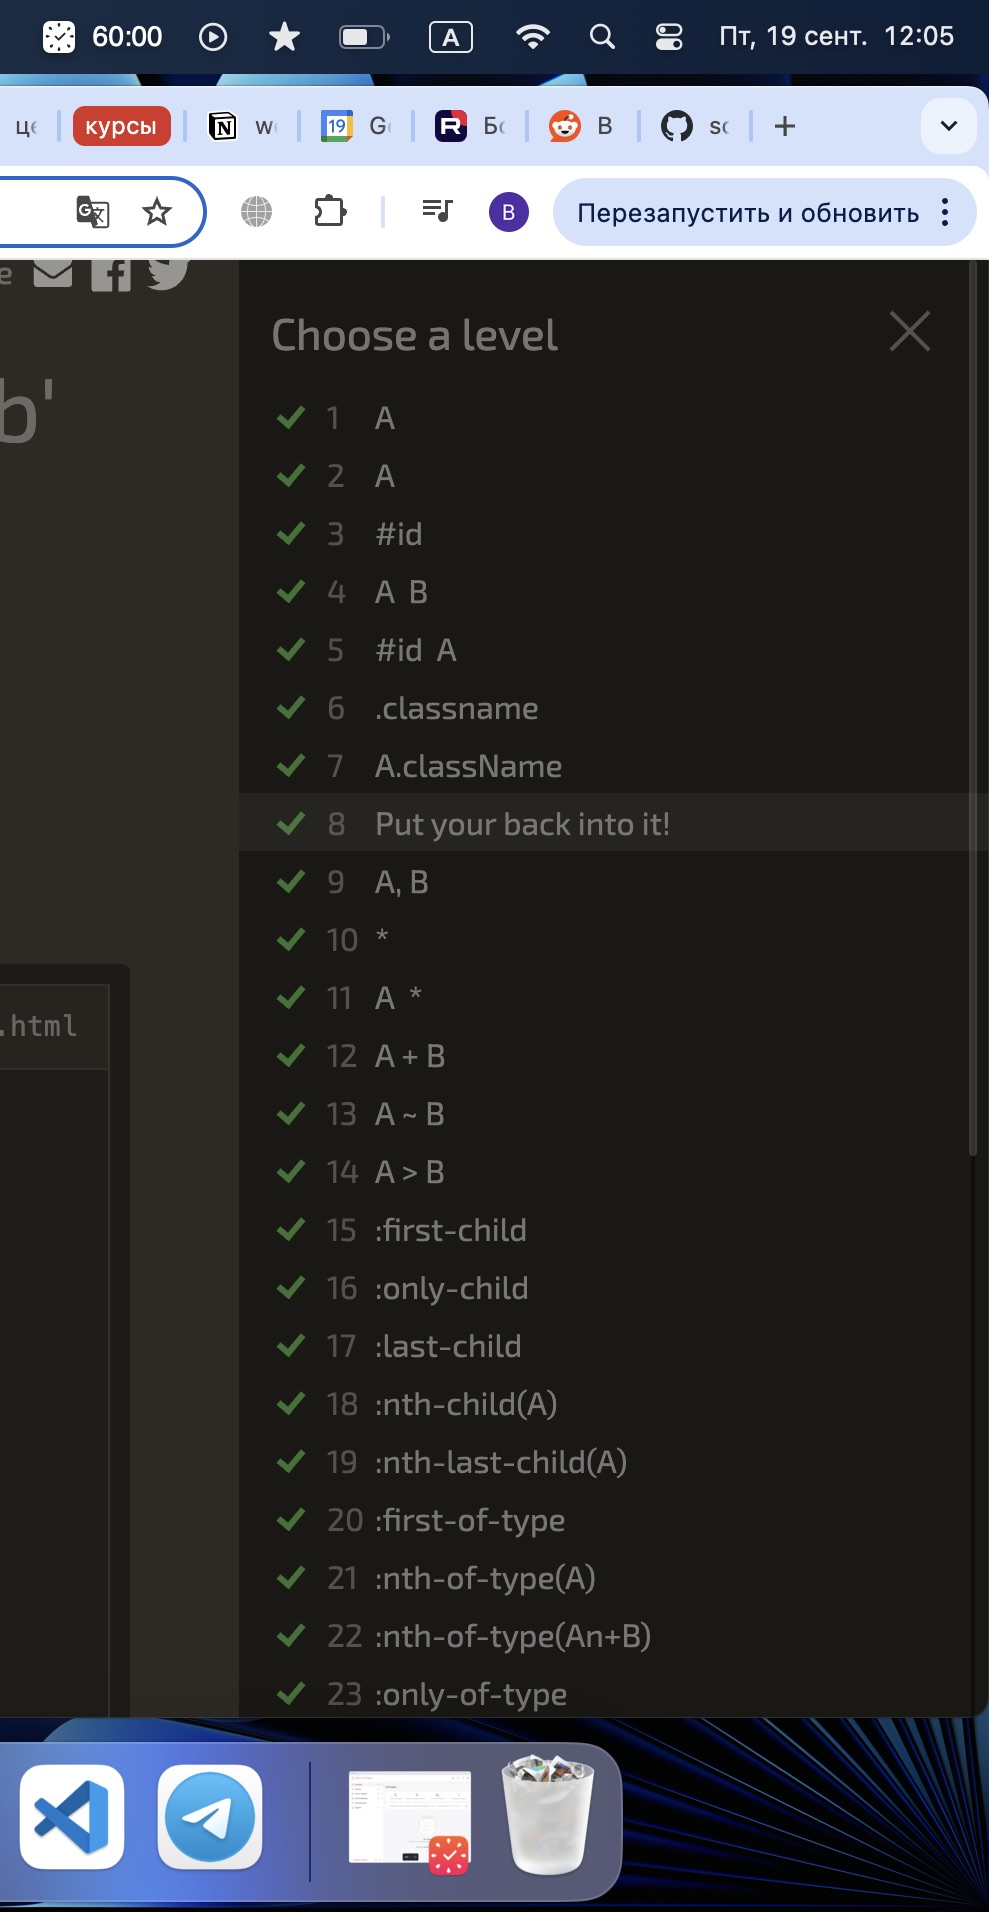 60:00 A Пт, 19 сент. 12:05
курсы 19 B
B Перезапустить и обновить
e
Choose a level
b'
1 A
2 A
3 #id
4 A B
5 #id A
6 .classname
7 A.className
8 Put your back into it!
9 A, B
10 *
11 A *
.html
12 A + B
13 A ~ B
14 A > B
15 :first-child
16 :only-child
17 :last-child
18 :nth-child(A)
19 :nth-last-child(A)
20 :first-of-type
21 :nth-of-type(A)
22 :nth-of-type(An+B)
23 :only-of-type